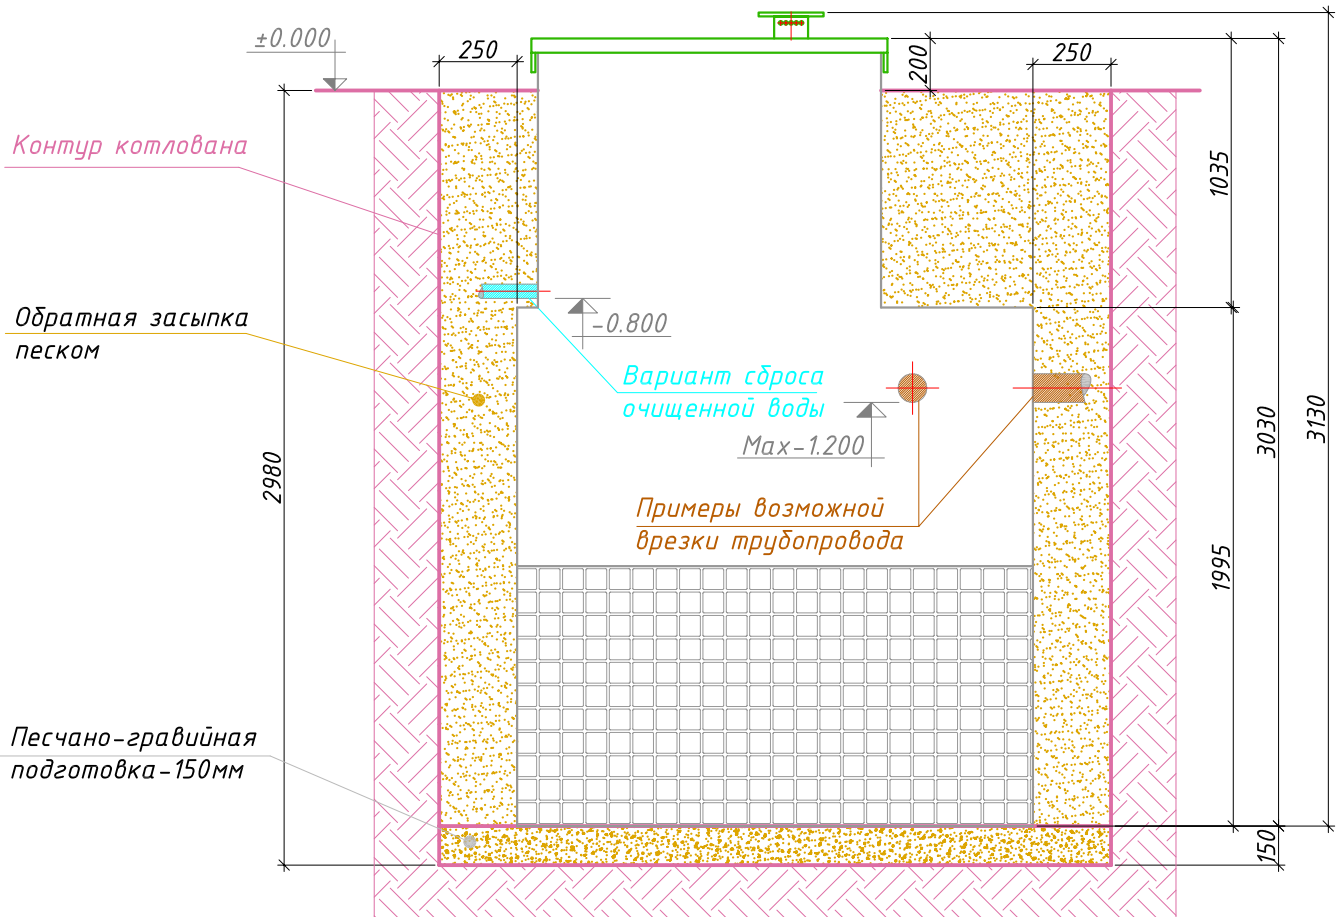 ±0.000
250
200
250
Контур котлована
1035
Обратная засыпка
песком
-0.800
Вариант сброса
очищенной воды
Max-1.200
3030
3130
2980
Примеры возможной
врезки трубопровода
1995
Песчано-гравийная
подготовка-150мм
150